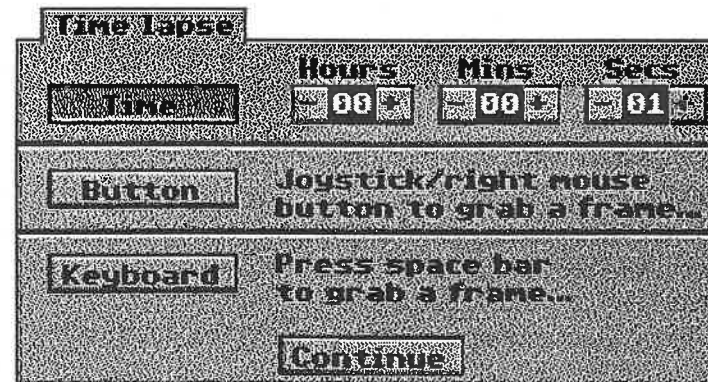 Time lapse
Hours Mins Secs
Time - 00 + - 00 + - 01 +
Button
Joystick/right mouse
button to grab a frame...
Keyboard
Press space bar
to grab a frame...
Continue